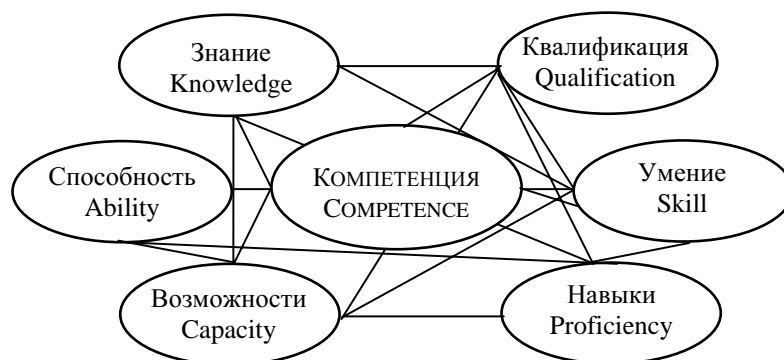 Знание
Knowledge
Квалификация
Qualification
Способность
Ability
КОМПЕТЕНЦИЯ
COMPETENCE
Умение
Skill
Возможности
Capacity
Навыки
Proficiency